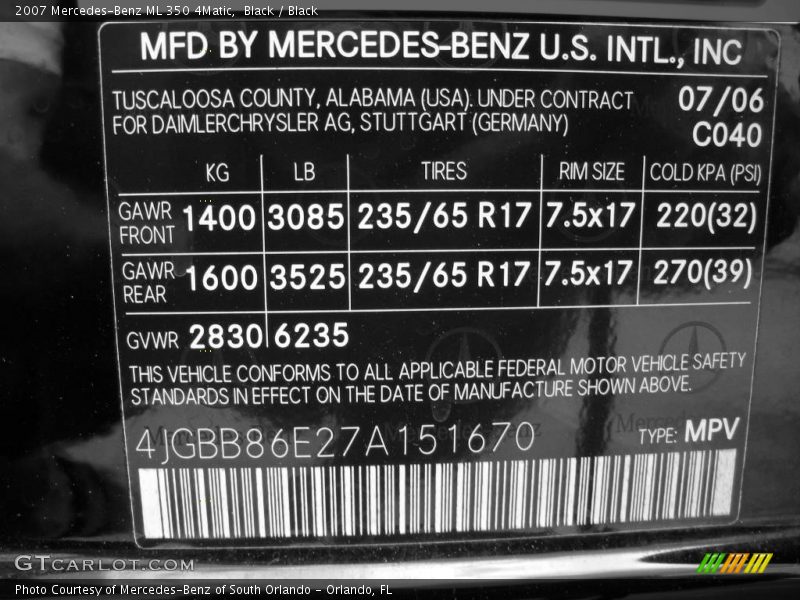 2007 Mercedes-Benz ML 350 4Matic, Black / Black
MFD BY MERCEDES-BENZ U.S. INTL., INC
TUSCALOOSA COUNTY, ALABAMA (USA). UNDER CONTRACT 07/06
FOR DAIMLERCHRYSLER AG, STUTTGART (GERMANY) C040
KG LB TIRES RIM SIZE COLD KPA (PSI)
GAWR FRONT 1400 3085 235/65 R17 7.5x17 220(32)
GAWR REAR 1600 3525 235/65 R17 7.5x17 270(39)
GVWR 2830 6235
THIS VEHICLE CONFORMS TO ALL APPLICABLE FEDERAL MOTOR VEHICLE SAFETY
STANDARDS IN EFFECT ON THE DATE OF MANUFACTURE SHOWN ABOVE.
4JGBB86E27A151670 TYPE: MPV
GTCARLOT.COM
Photo Courtesy of Mercedes-Benz of South Orlando - Orlando, FL